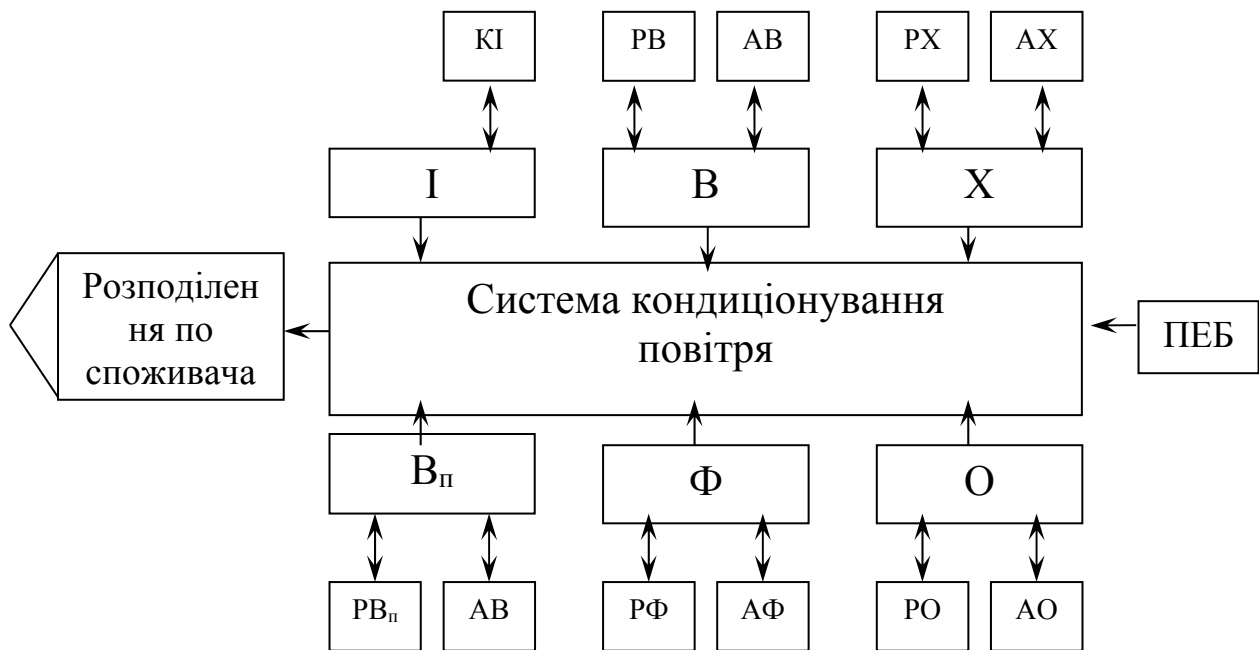 КІ
РВ
АВ
РХ
АХ
І
В
Х
Розподілен
ня по
споживача
Система кондиціонування
повітря
ПЕБ
Вп
Ф
О
РВп
АВ
РФ
АФ
РО
АО